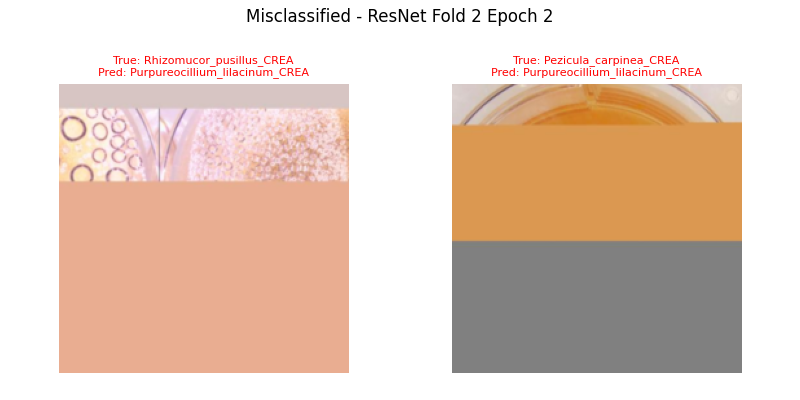 Misclassified - ResNet Fold 2 Epoch 2
True: Rhizomucor_pusillus_CREA
Pred: Purpureocillium_lilacinum_CREA
True: Pezicula_carpinea_CREA
Pred: Purpureocillium_lilacinum_CREA